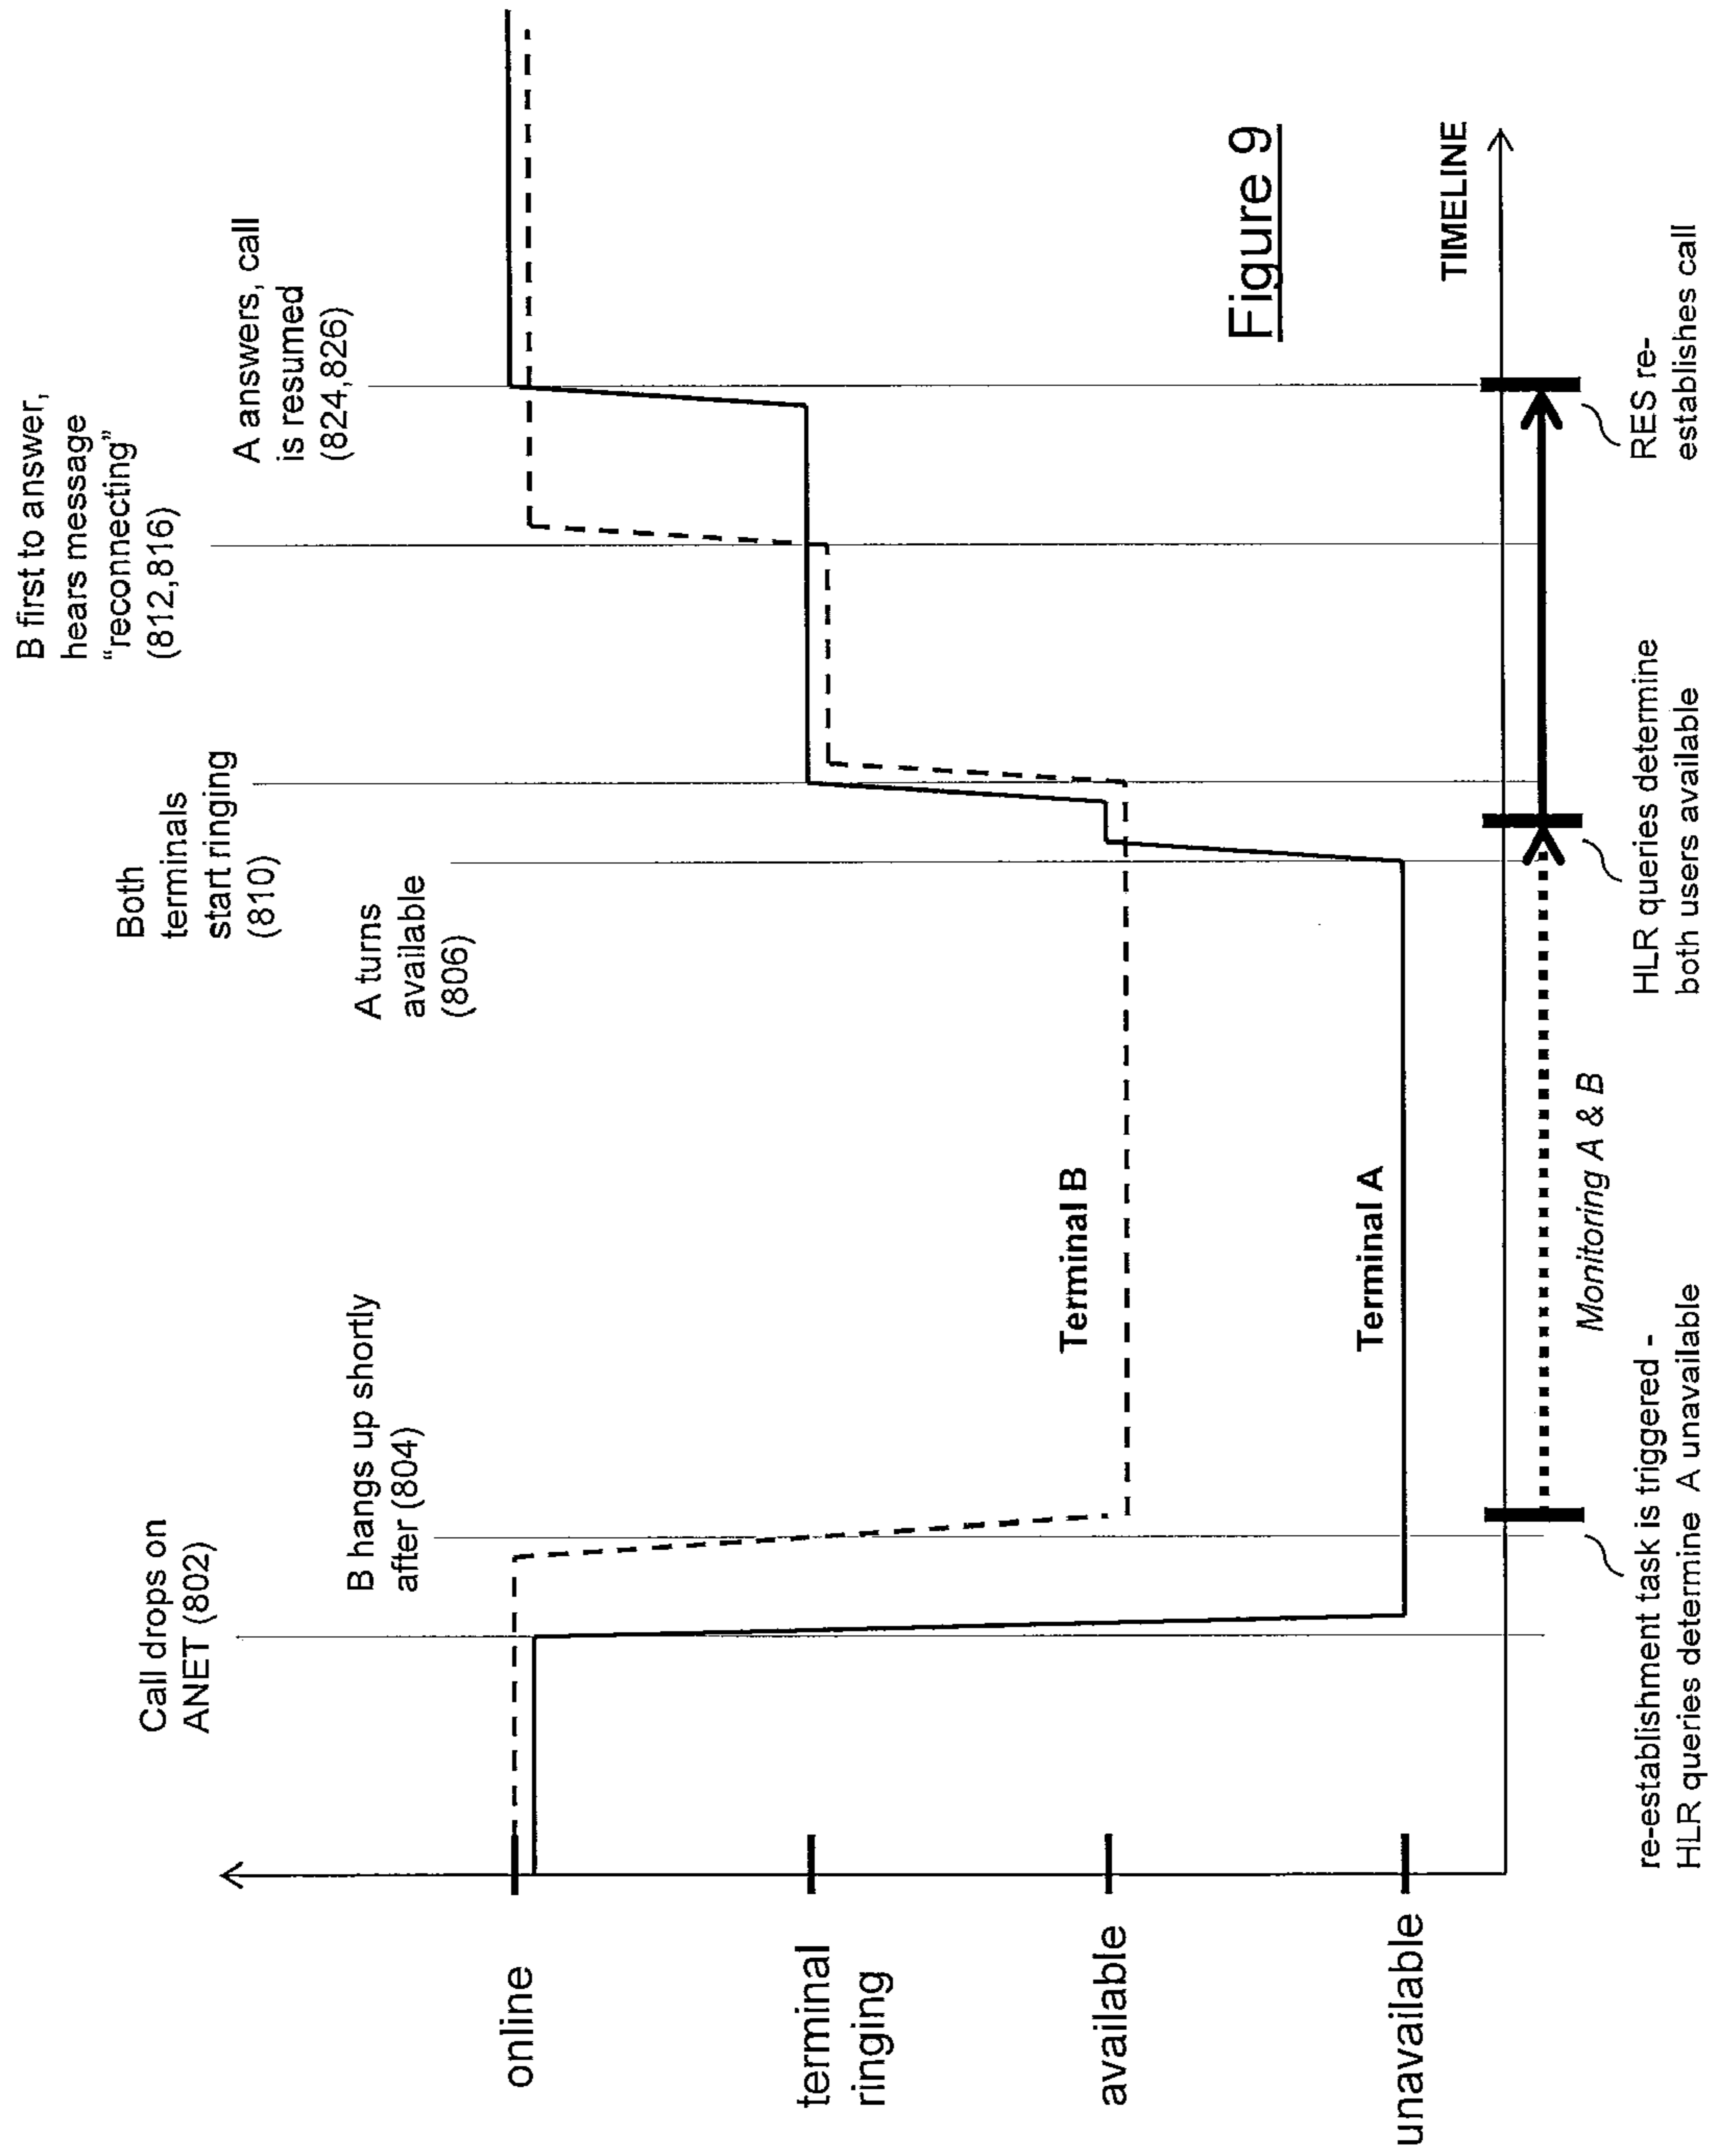 Call drops on
ANET (802)
B hangs up shortly
after (804)
A turns
available
(806)
Both
terminals
start ringing
(810)
B first to answer,
hears message
“reconnecting”
(812,816)
A answers, call
is resumed
(824,826)
online
terminal
ringing
available
unavailable
Terminal B
Terminal A
Figure 9
TIMELINE
Monitoring A & B
re-establishment task is triggered -
HLR queries determine A unavailable
HLR queries determine
both users available
RES re-
establishes call